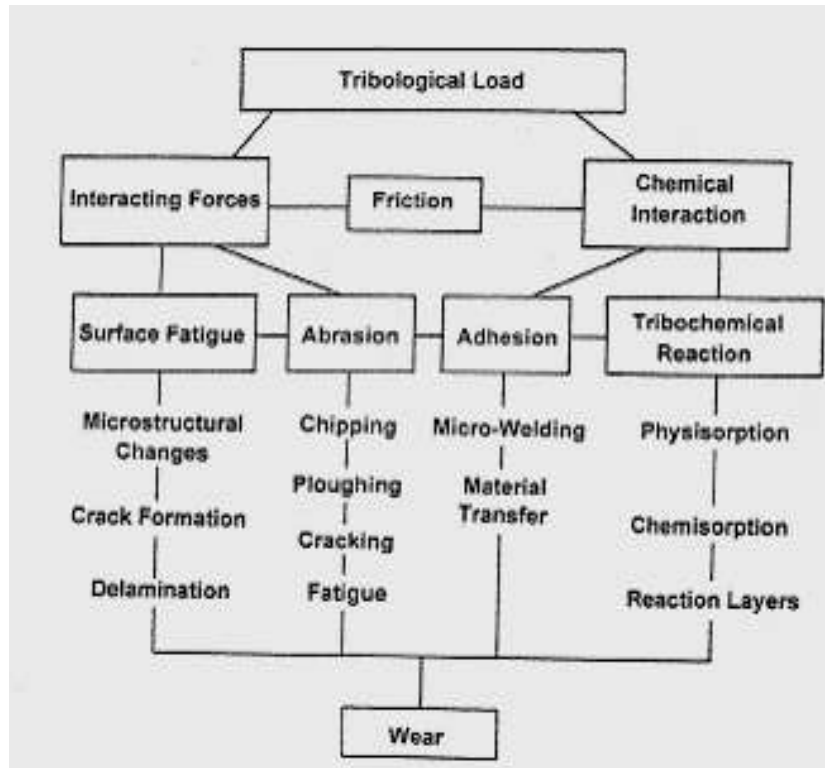 Tribological Load
Interacting Forces
Friction
Chemical
Interaction
Surface Fatigue
Abrasion
Adhesion
Tribochemical
Reaction
Microstructural
Changes
Crack Formation
Delamination
Chipping
Ploughing
Cracking
Fatigue
Micro-Welding
Material
Transfer
Physisorption
Chemisorption
Reaction Layers
Wear